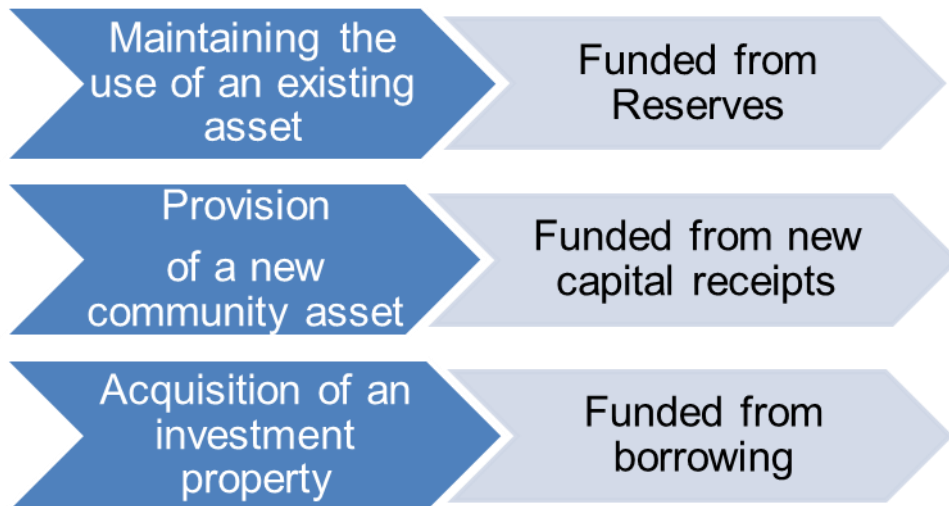 Maintaining the
use of an existing
asset
Funded from
Reserves
Provision
of a new
community asset
Funded from new
capital receipts
Acquisition of an
investment
property
Funded from
borrowing